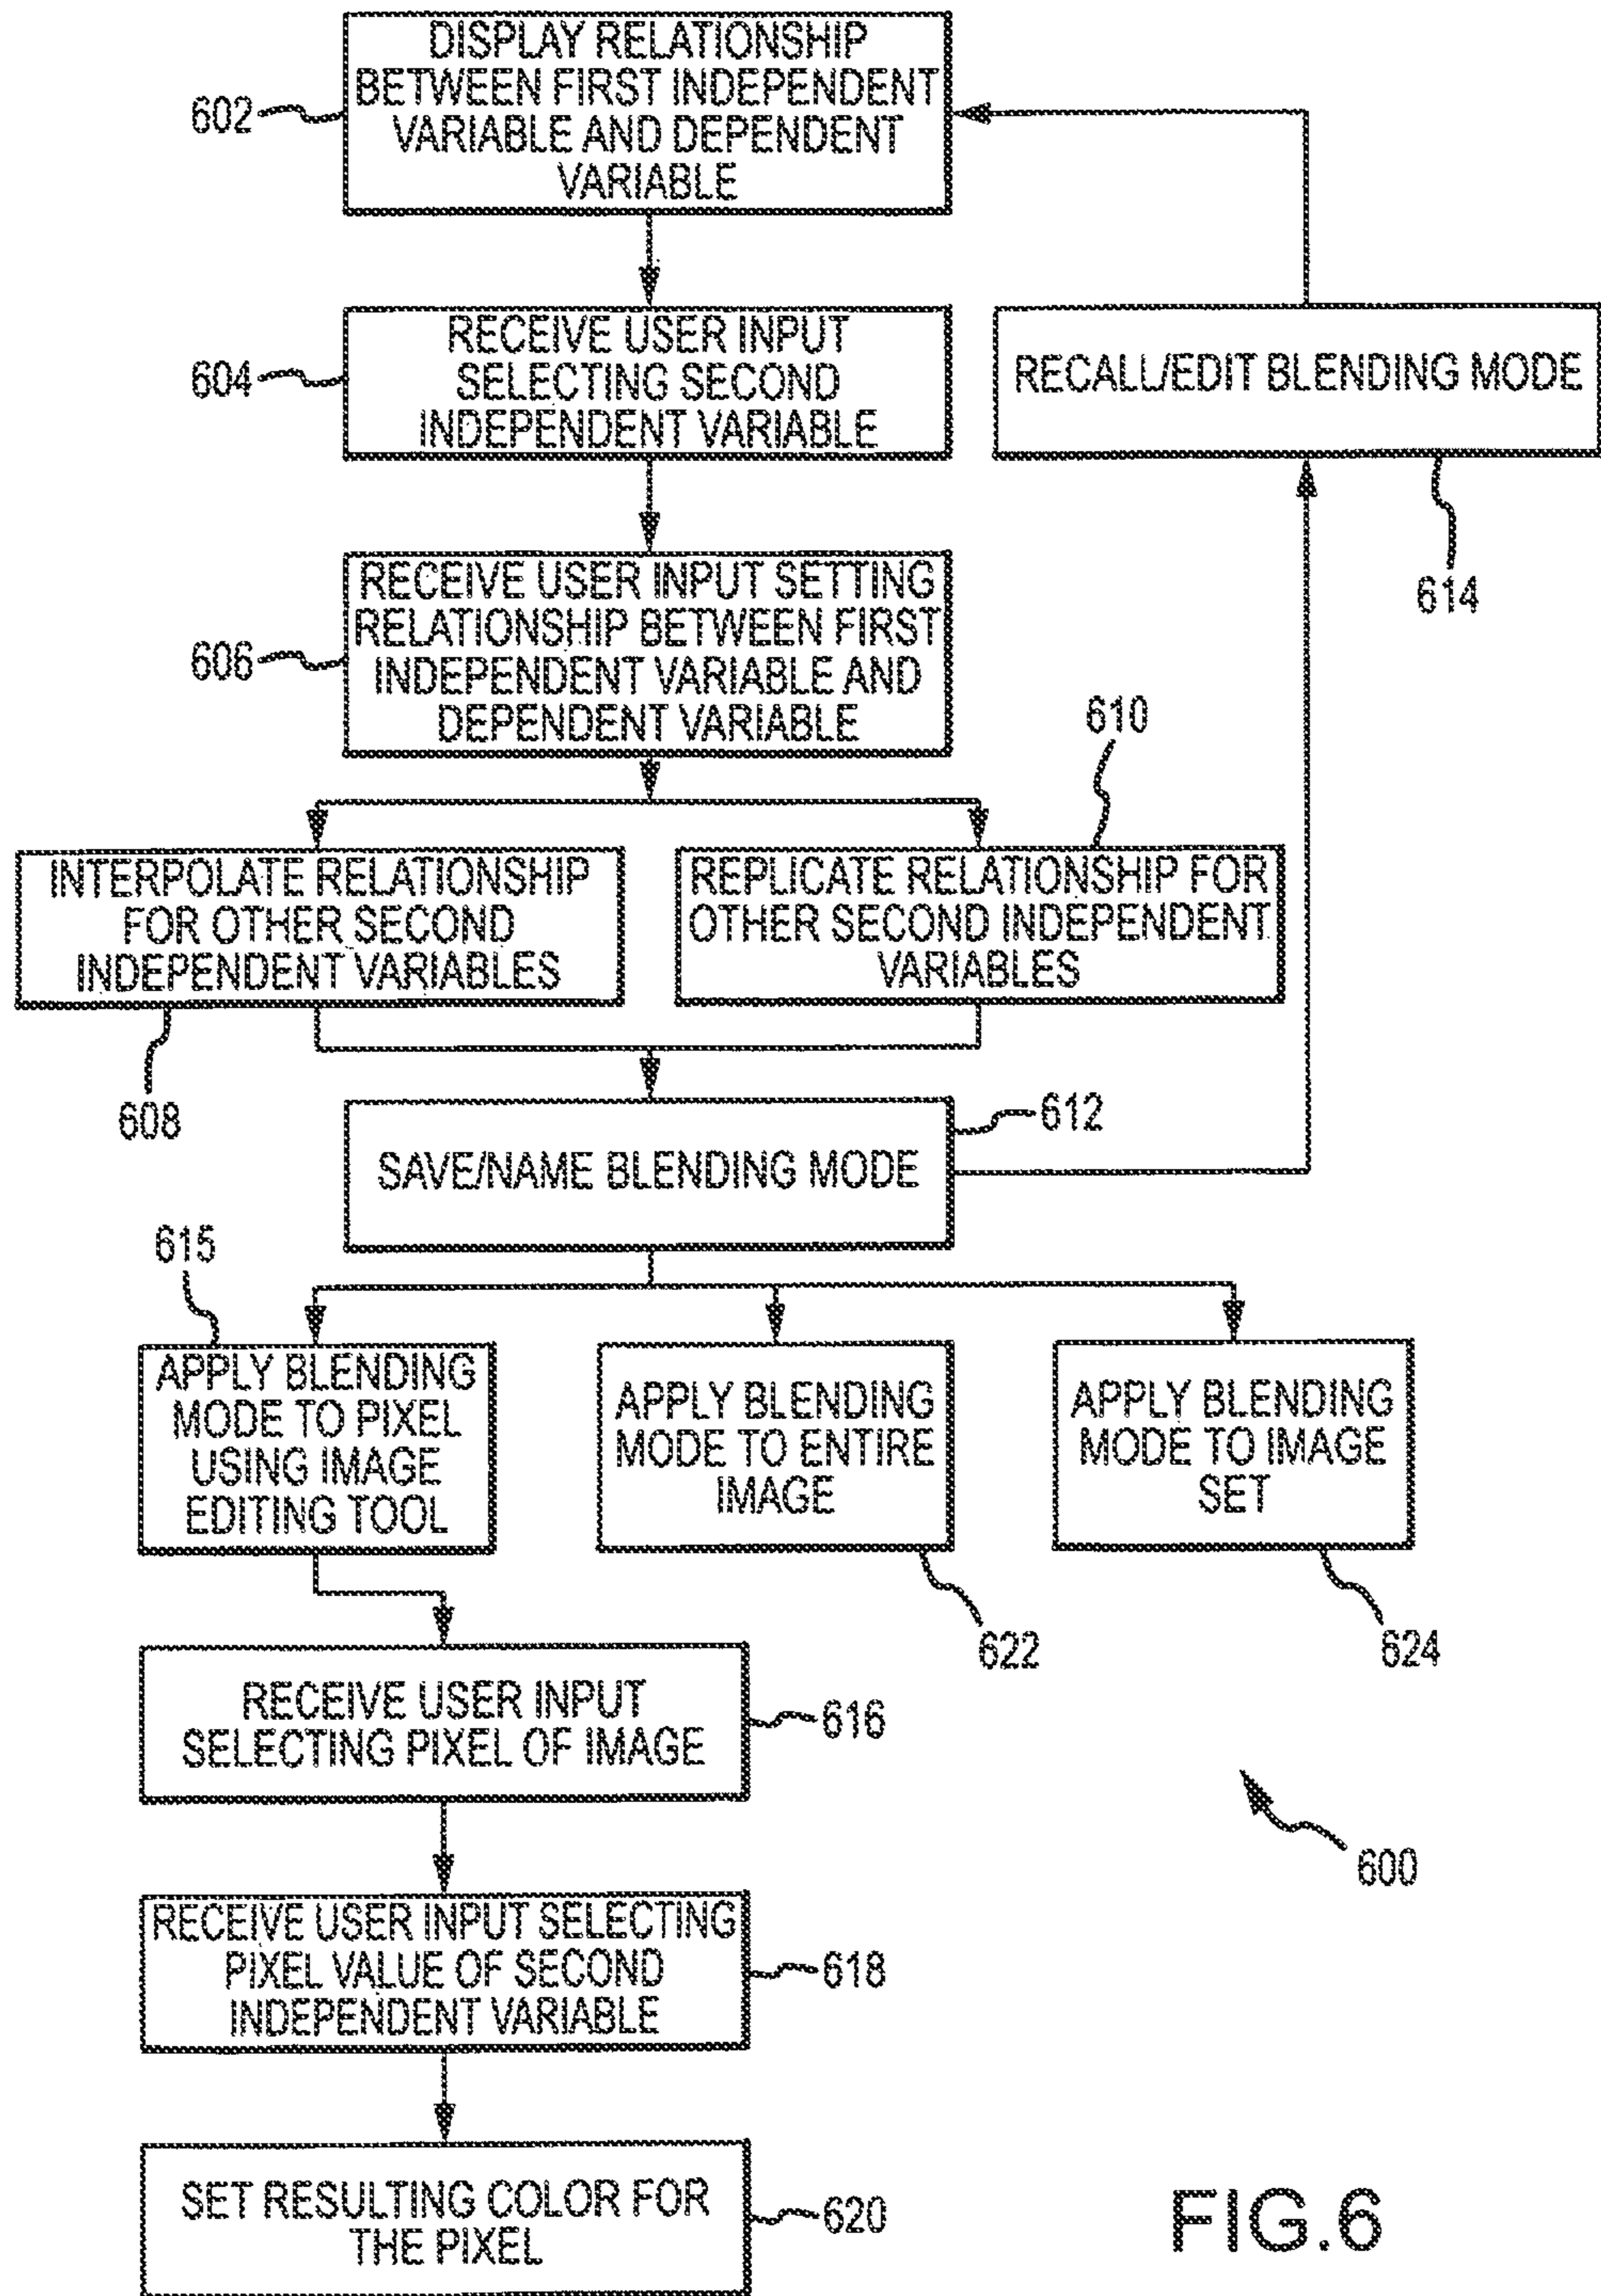 DISPLAY RELATIONSHIP
BETWEEN FIRST INDEPENDENT
VARIABLE AND DEPENDENT
VARIABLE
602
RECEIVE USER INPUT
SELECTING SECOND
INDEPENDENT VARIABLE
604
RECALL/EDIT BLENDING MODE
614
RECEIVE USER INPUT SETTING
RELATIONSHIP BETWEEN FIRST
INDEPENDENT VARIABLE AND
DEPENDENT VARIABLE
606
610
INTERPOLATE RELATIONSHIP
FOR OTHER SECOND
INDEPENDENT VARIABLES
608
REPLICATE RELATIONSHIP FOR
OTHER SECOND INDEPENDENT
VARIABLES
SAVE/NAME BLENDING MODE
612
615
APPLY BLENDING
MODE TO PIXEL
USING IMAGE
EDITING TOOL
APPLY BLENDING
MODE TO ENTIRE
IMAGE
622
APPLY BLENDING
MODE TO IMAGE
SET
624
RECEIVE USER INPUT
SELECTING PIXEL OF IMAGE
616
600
RECEIVE USER INPUT SELECTING
PIXEL VALUE OF SECOND
INDEPENDENT VARIABLE
618
SET RESULTING COLOR FOR
THE PIXEL
620
FIG.6